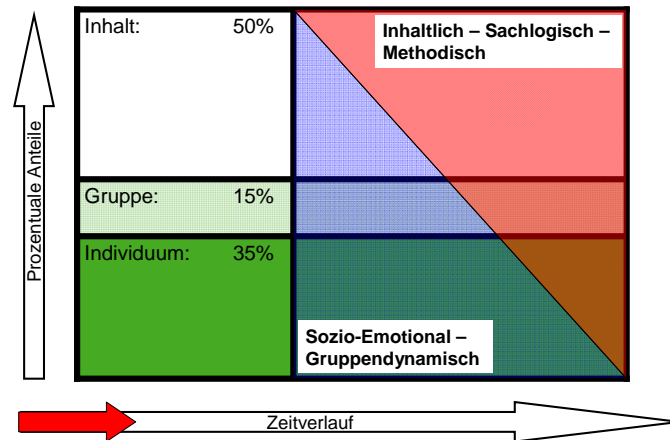 Inhalt: 50%
Inhaltlich – Sachlogisch –
Methodisch
Prozentuale Anteile
Gruppe: 15%
Individuum: 35%
Sozio-Emotional –
Gruppendynamisch
Zeitverlauf